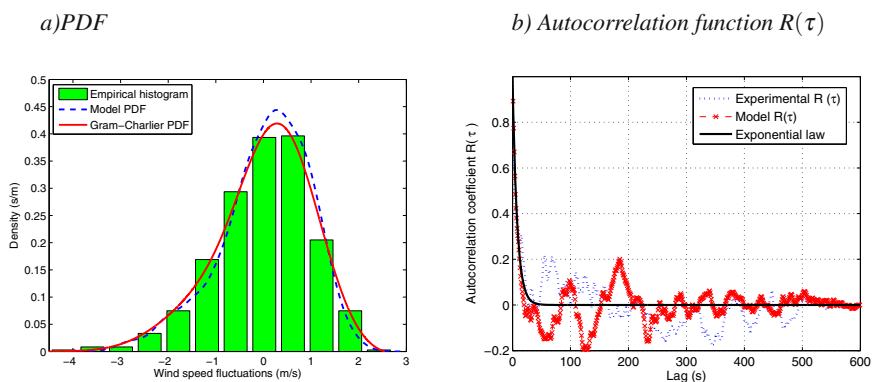 a)PDF
b) Autocorrelation function R(τ)
0.5
0.45
0.4
0.35
0.3
0.25
0.2
0.15
0.1
0.05
0
Density (s/m)
Empirical histogram
Model PDF
Gram−Charlier PDF
−4 −3 −2 −1 0 1 2 3
Wind speed fluctuations (m/s)
0.8
0.6
0.4
0.2
0
−0.2
Autocorrelation coefficient R(τ )
Experimental R (τ)
Model R(τ)
Exponential law
0 100 200 300 400 500 600
Lag (s)